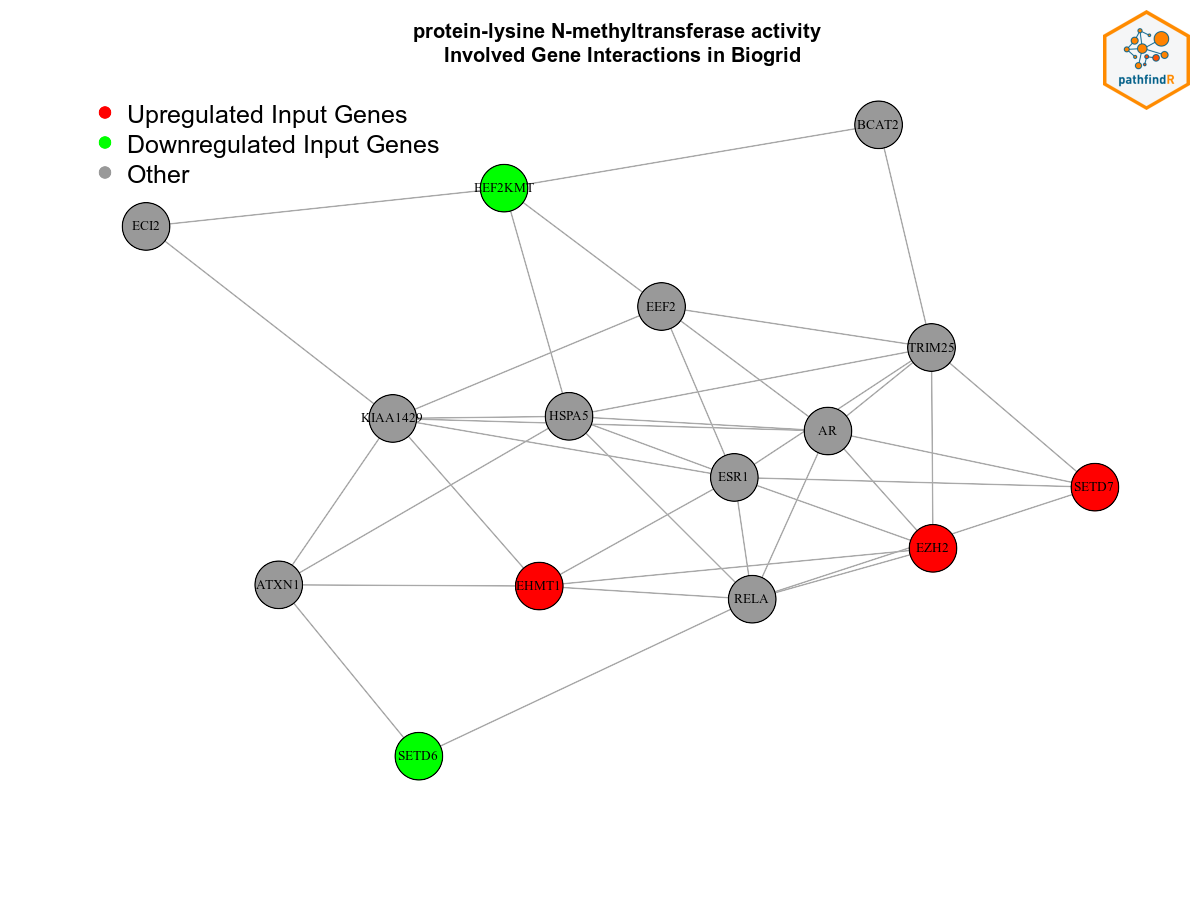 protein-lysine N-methyltransferase activity
Involved Gene Interactions in Biogrid
pathfindR
Upregulated Input Genes
Downregulated Input Genes
Other
BCAT2
EEF2KMT
ECI2
EEF2
TRIM25
KIAA1429
HSPA5
AR
ESR1
SETD7
EZH2
ATXN1
EHMT1
RELA
SETD6